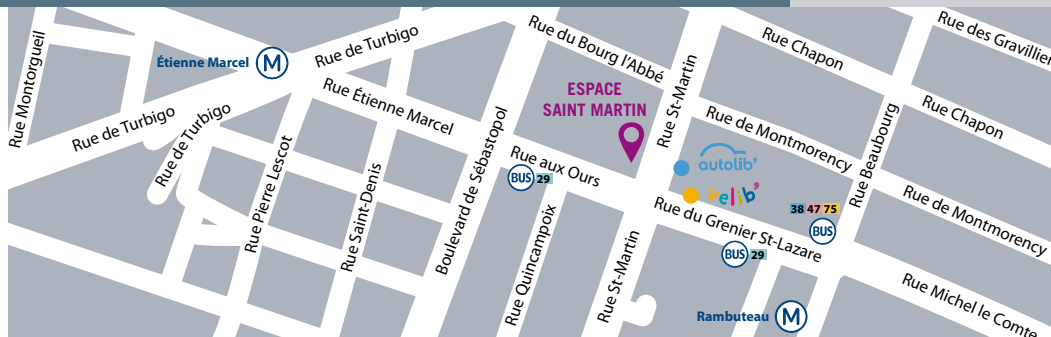 Rue Montorgueil
Étienne Marcel
M
Rue de Turbigo
Rue de Turbigo
Rue de Turbigo
Rue Étienne Marcel
Rue Pierre Lescot
Rue Saint-Denis
Boulevard de Sébastopol
Rue du Bourg l'Abbé
ESPACE
SAINT MARTIN
Rue aux Ours
BUS 29
Rue Quincampoix
Rue St-Martin
Rue St-Martin
autolib'
velib'
Rue Chapon
Rue des Gravillier
Rue Chapon
Rue de Montmorency
Rue Beaubourg
Rue de Montmorency
38 47 75
BUS
Rue du Grenier St-Lazare
BUS 29
Rue Michel le Comte
Rambuteau
M